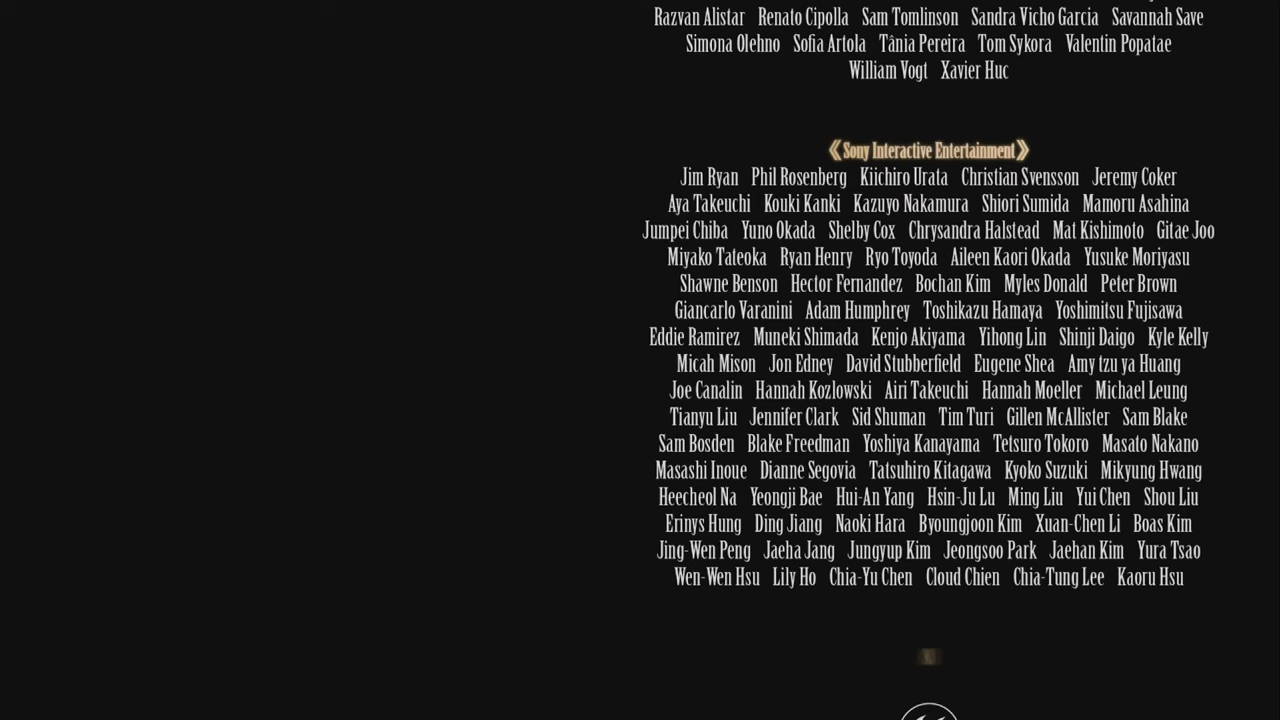 Razvan Alistar Renato Cipolla Sam Tomlinson Sandra Vicho Garcia Savannah Save
Simona Olehno Sofia Artola Tânia Pereira Tom Sykora Valentin Popatae
William Vogt Xavier Huc
《Sony Interactive Entertainment》
Jim Ryan Phil Rosenberg Kiichiro Urata Christian Svensson Jeremy Coker
Aya Takeuchi Kouki Kanki Kazuyo Nakamura Shiori Sumida Mamoru Asahina
Jumpei Chiba Yuno Okada Shelby Cox Chrysandra Halstead Mat Kishimoto Gitae Joo
Miyako Tateoka Ryan Henry Ryo Toyoda Aileen Kaori Okada Yusuke Moriyasu
Shawne Benson Hector Fernandez Bochan Kim Myles Donald Peter Brown
Giancarlo Varanini Adam Humphrey Toshikazu Hamaya Yoshimitsu Fujisawa
Eddie Ramirez Muneki Shimada Kenjo Akiyama Yihong Lin Shinji Daigo Kyle Kelly
Micah Mison Jon Edney David Stubberfield Eugene Shea Amy tzu ya Huang
Joe Canalin Hannah Kozlowski Airi Takeuchi Hannah Moeller Michael Leung
Tianyu Liu Jennifer Clark Sid Shuman Tim Turi Gillen McAllister Sam Blake
Sam Bosden Blake Freedman Yoshiya Kanayama Tetsuro Tokoro Masato Nakano
Masashi Inoue Dianne Segovia Tatsuhiro Kitagawa Kyoko Suzuki Mikyung Hwang
Heecheol Na Yeongji Bae Hui-An Yang Hsin-Ju Lu Ming Liu Yui Chen Shou Liu
Erinys Hung Ding Jiang Naoki Hara Byoungjoon Kim Xuan-Chen Li Boas Kim
Jing-Wen Peng Jaeha Jang Jungyup Kim Jeongsoo Park Jaehan Kim Yura Tsao
Wen-Wen Hsu Lily Ho Chia-Yu Chen Cloud Chien Chia-Tung Lee Kaoru Hsu